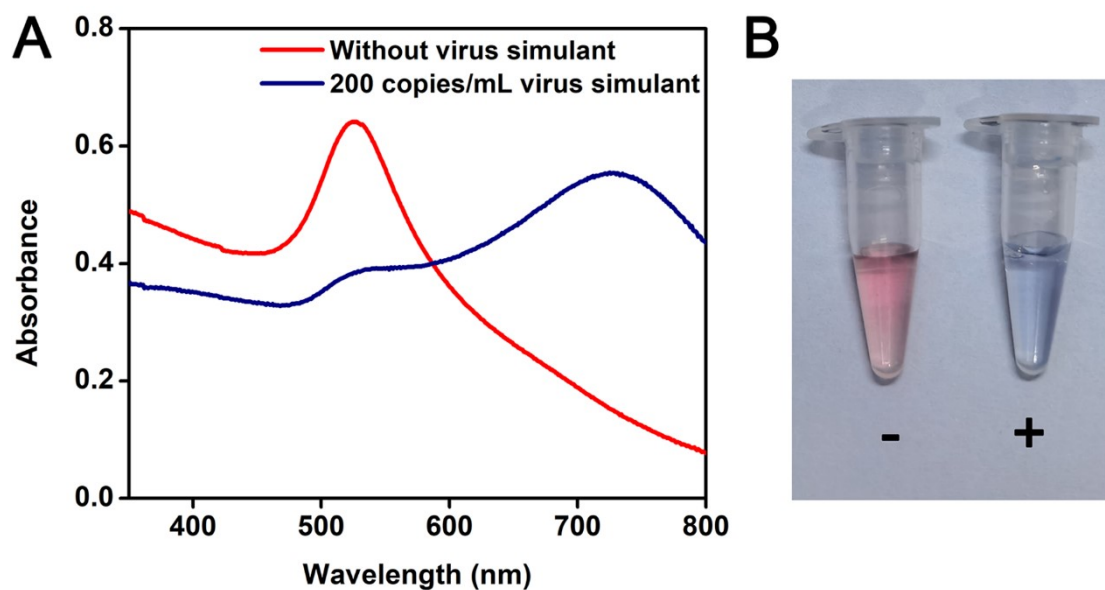 A
Without virus simulant
200 copies/mL virus simulant
0.8
0.6
0.4
0.2
0.0
Absorbance
400 500 600 700 800
Wavelength (nm)
B
- +